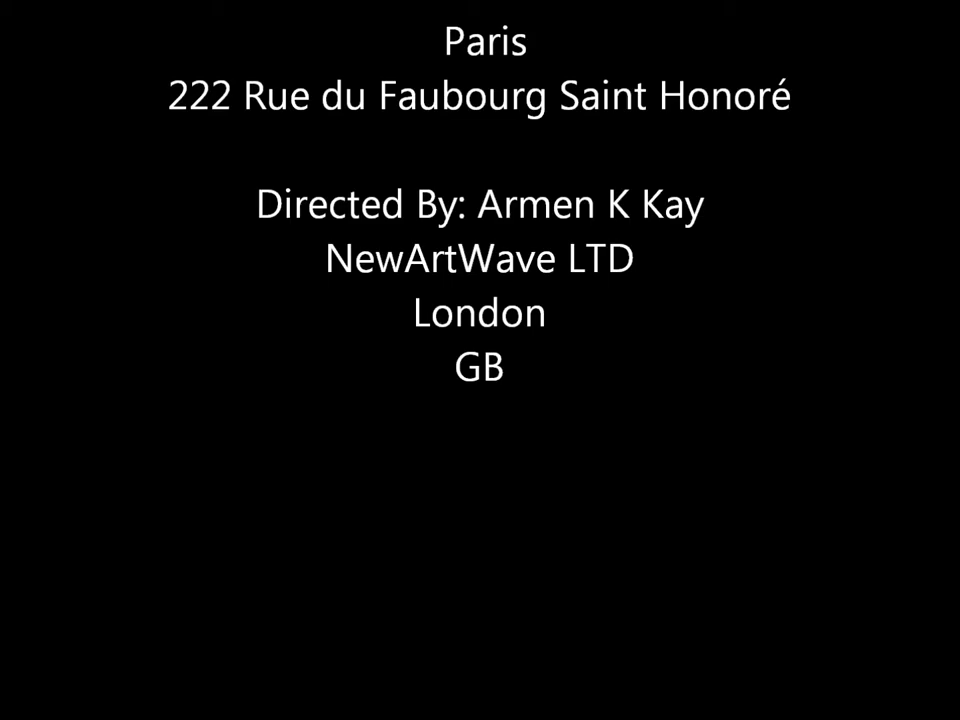 Paris
222 Rue du Faubourg Saint Honoré
Directed By: Armen K Kay
NewArtWave LTD
London
GB